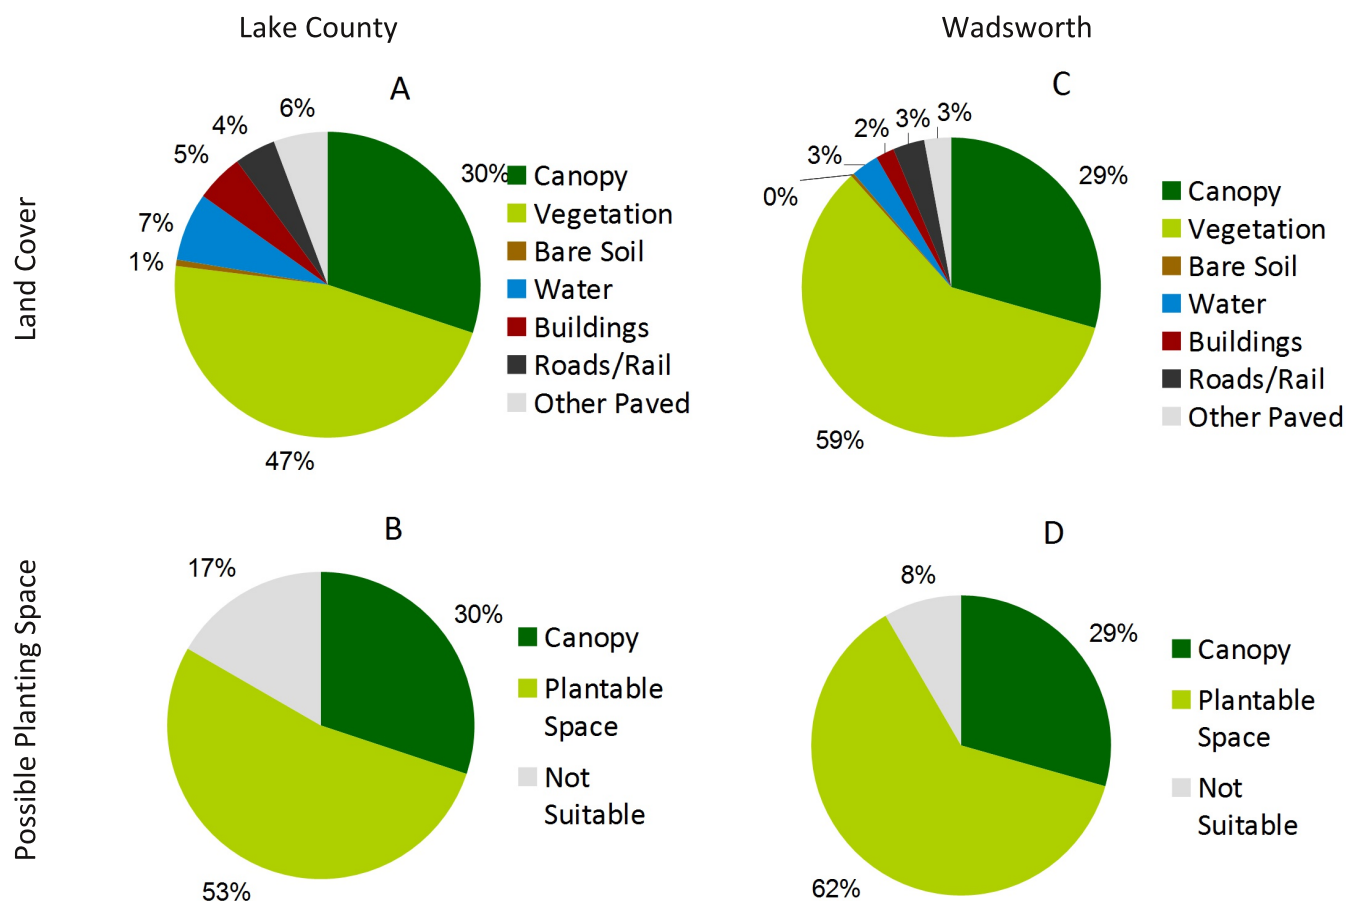 Lake County
Wadsworth
Land Cover
A
6%
4%
5%
7%
1%
30%
47%
Canopy
Vegetation
Bare Soil
Water
Buildings
Roads/Rail
Other Paved
C
3%
3%
2%
3%
0%
29%
59%
Canopy
Vegetation
Bare Soil
Water
Buildings
Roads/Rail
Other Paved
Possible Planting Space
B
17%
30%
53%
Canopy
Plantable
Space
Not
Suitable
D
8%
29%
62%
Canopy
Plantable
Space
Not
Suitable